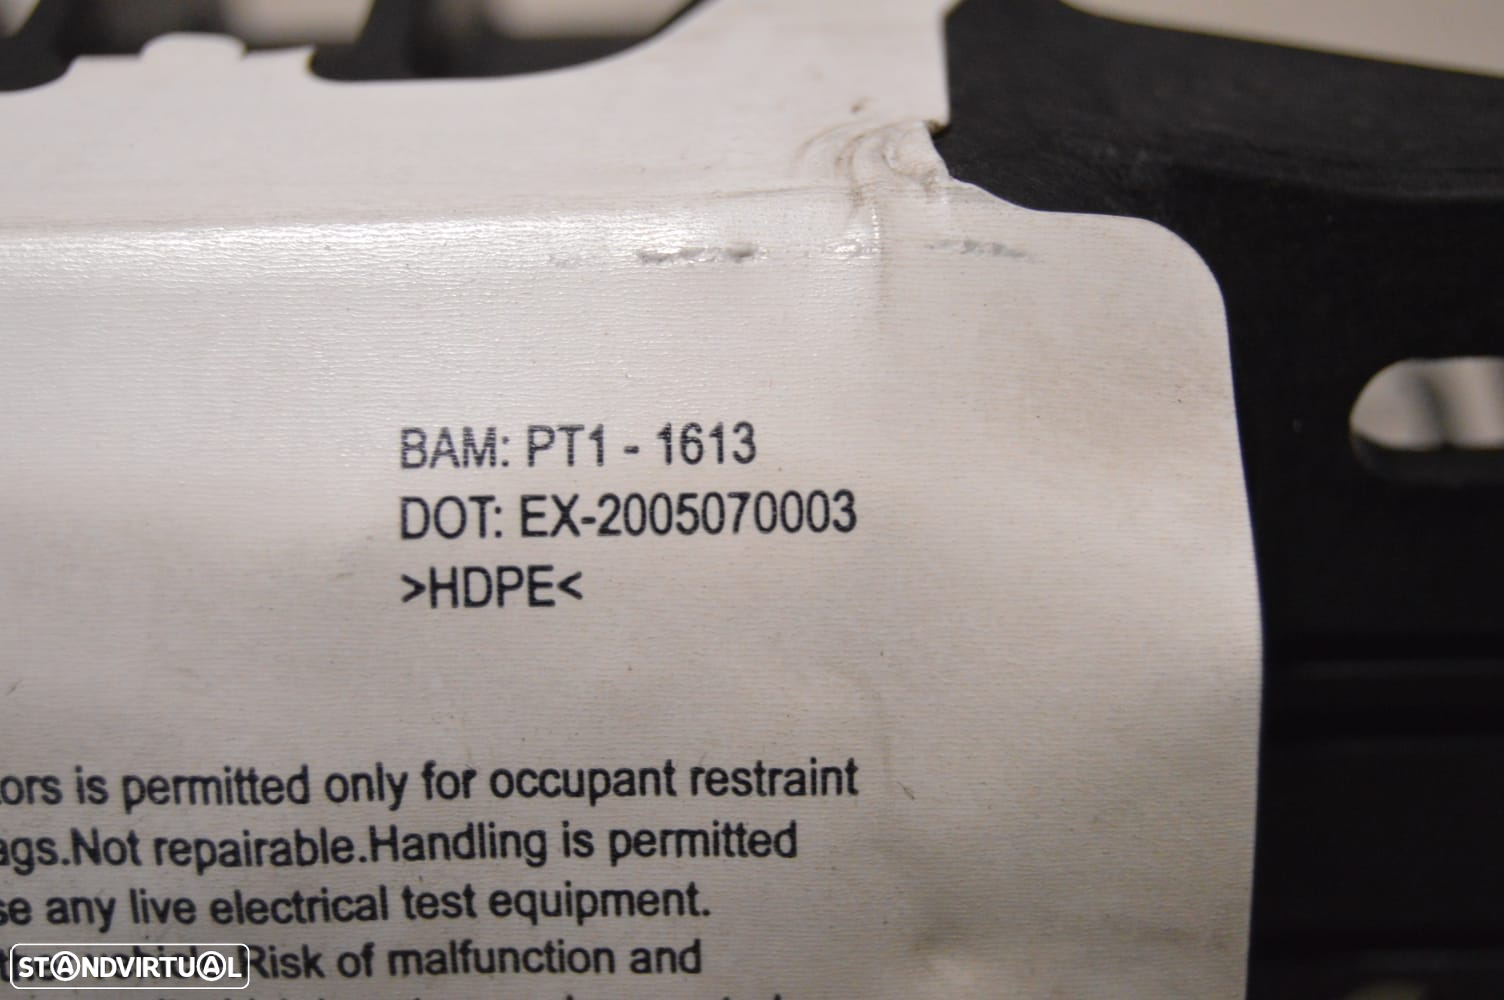 BAM: PT1 - 1613
DOT: EX-2005070003
>HDPE<
ors is permitted only for occupant restraint
ags.Not repairable.Handling is permitted
se any live electrical test equipment.
Risk of malfunction and
STANDVIRTUAL